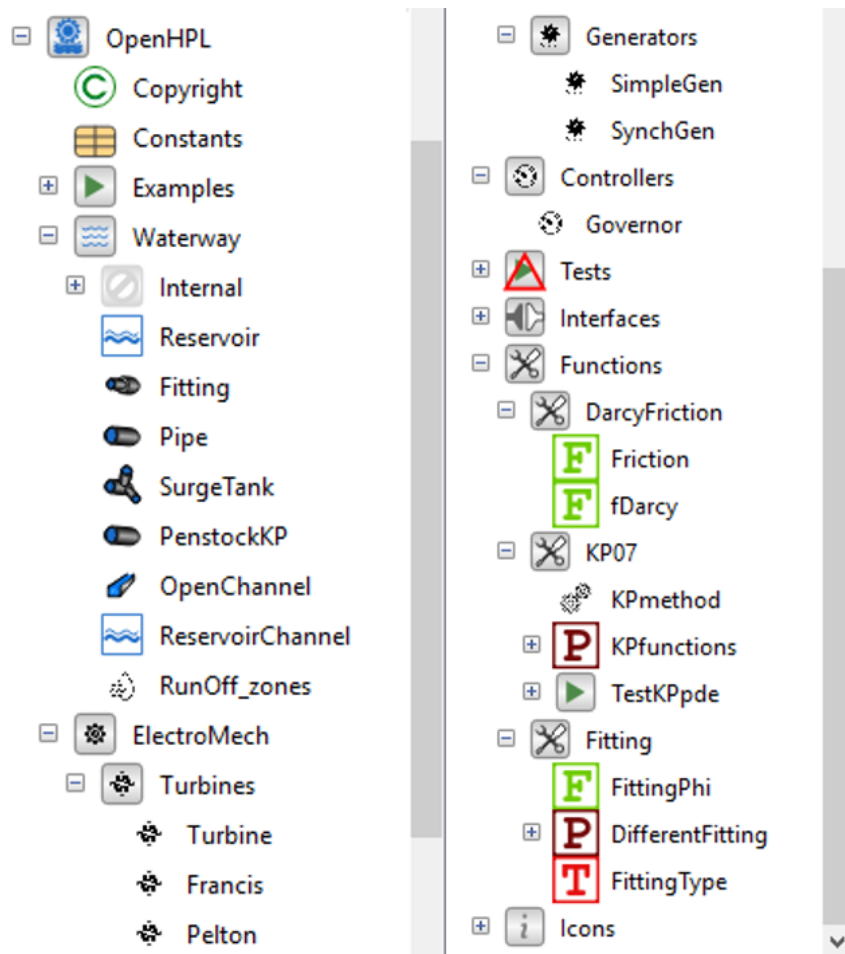 OpenHPL
Copyright
Constants
Examples
Waterway
Internal
Reservoir
Fitting
Pipe
SurgeTank
PenstockKP
OpenChannel
ReservoirChannel
RunOff_zones
ElectroMech
Turbines
Turbine
Francis
Pelton
Generators
SimpleGen
SynchGen
Controllers
Governor
Tests
Interfaces
Functions
DarcyFriction
F Friction
F fDarcy
KP07
KPmethod
P KPfunctions
TestKPpde
Fitting
F FittingPhi
P DifferentFitting
T FittingType
i Icons